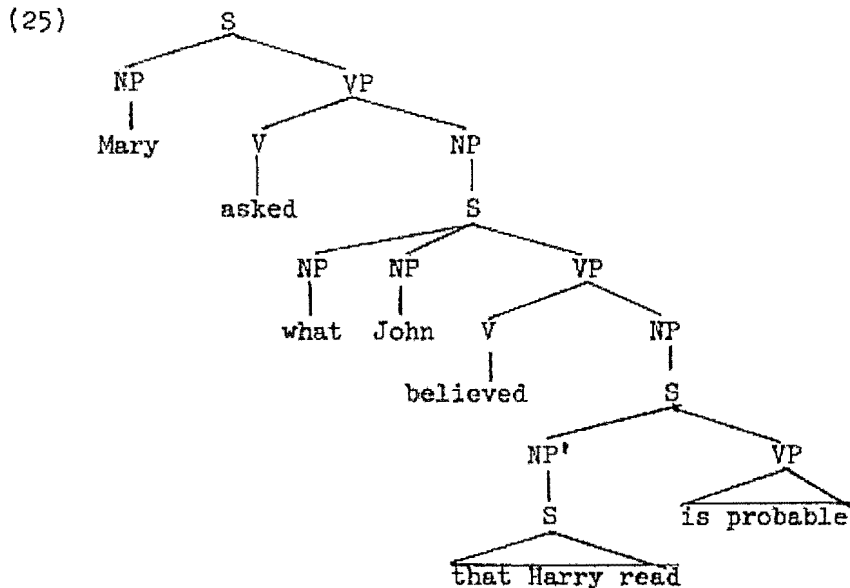 (25)
S
NP VP
Mary V NP
asked S
NP NP VP
what John V NP
believed S
NP' VP
S is probable
that Harry read